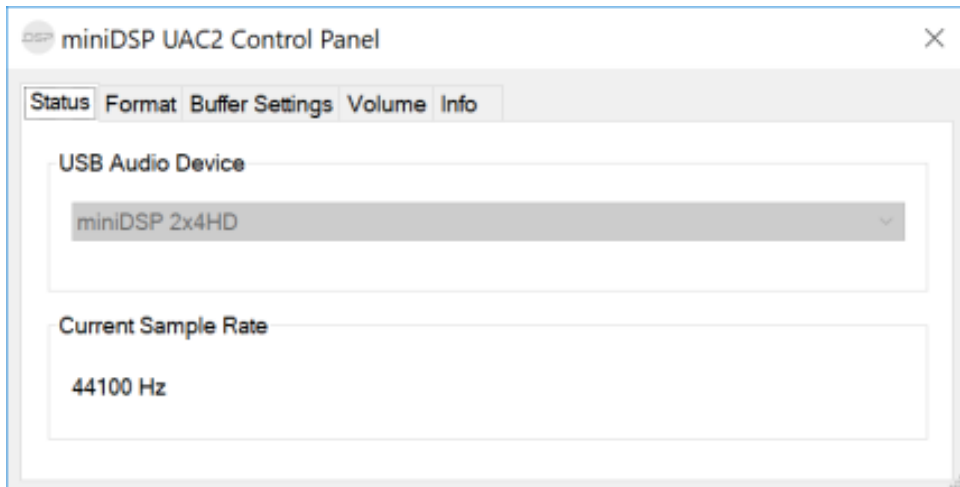 DSP miniDSP UAC2 Control Panel
Status Format Buffer Settings Volume Info
USB Audio Device
miniDSP 2x4HD
Current Sample Rate
44100 Hz